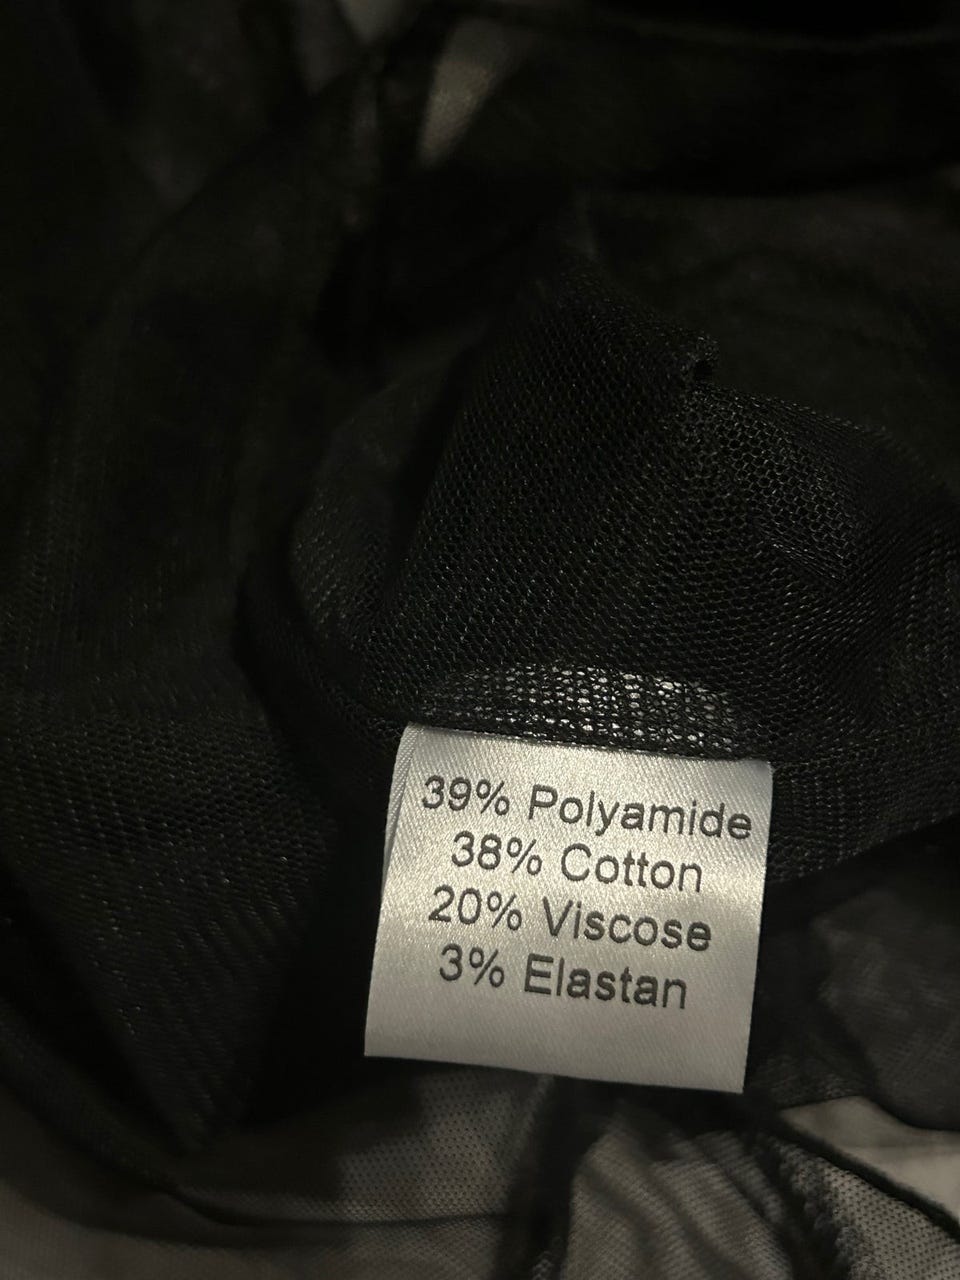 39% Polyamide
38% Cotton
20% Viscose
3% Elastan